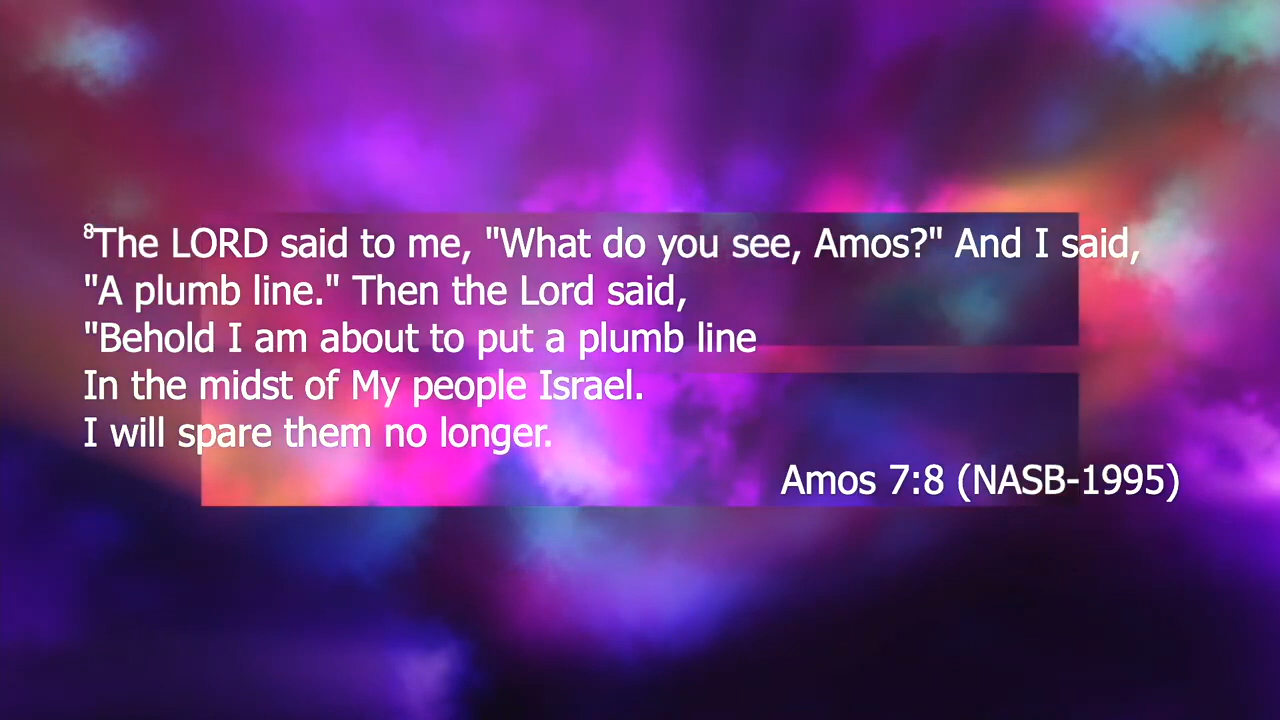 ⁸The LORD said to me, "What do you see, Amos?" And I said,
"A plumb line." Then the Lord said,
"Behold I am about to put a plumb line
In the midst of My people Israel.
I will spare them no longer.
Amos 7:8 (NASB-1995)